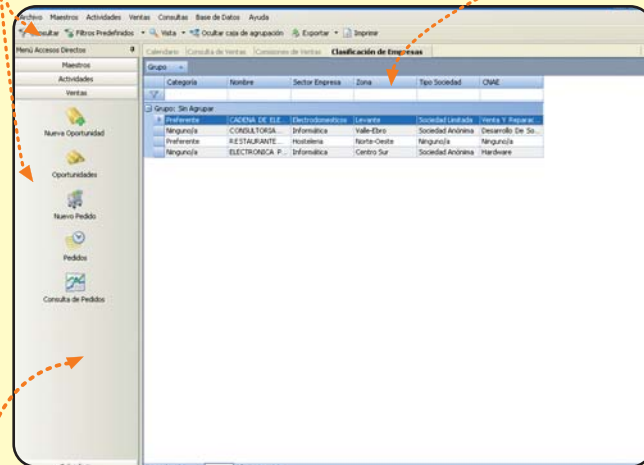 Archivo Maestros Actividades Ventas Consultas Base de Datos Ayuda
Consultar Filtros Predefinidos Vista Ocultar caja de agrupación Exportar Imprimir
Menú Accesos Directos
Calendario Consulta de Ventas Comisiones de Ventas Clasificación de Empresas
Maestros
Actividades
Ventas
Nueva Oportunidad
Oportunidades
Nuevo Pedido
Pedidos
Consulta de Pedidos
Grupo
Categoría Nombre Sector Empresa Zona Tipo Sociedad CNAE
Grupo: Sin Agrupar
Preferente CADENA DE ELE... Electrodomesticos Levante Sociedad Limitada Venta Y Reparac...
Ninguno/a CONSULTORSA... Informática Valle-Ebro Sociedad Anónima Desarrollo De So...
Preferente RESTAURANTE... Hosteleria Norte-Oeste Ninguno/a Ninguno/a
Ninguno/a ELECTRONICA P... Informática Centro Sur Sociedad Anónima Hardware